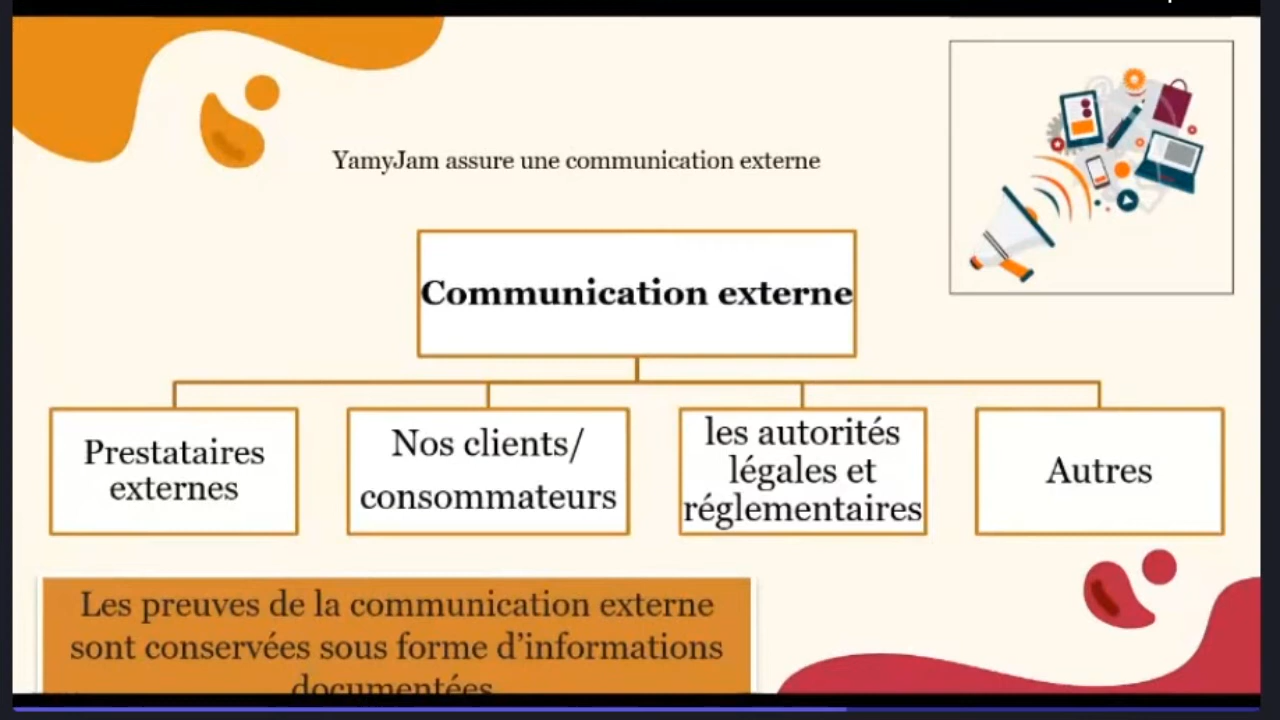 YamyJam assure une communication externe
Communication externe
Prestataires
externes
Nos clients/
consommateurs
les autorités
légales et
réglementaires
Autres
Les preuves de la communication externe
sont conservées sous forme d’informations
documentées